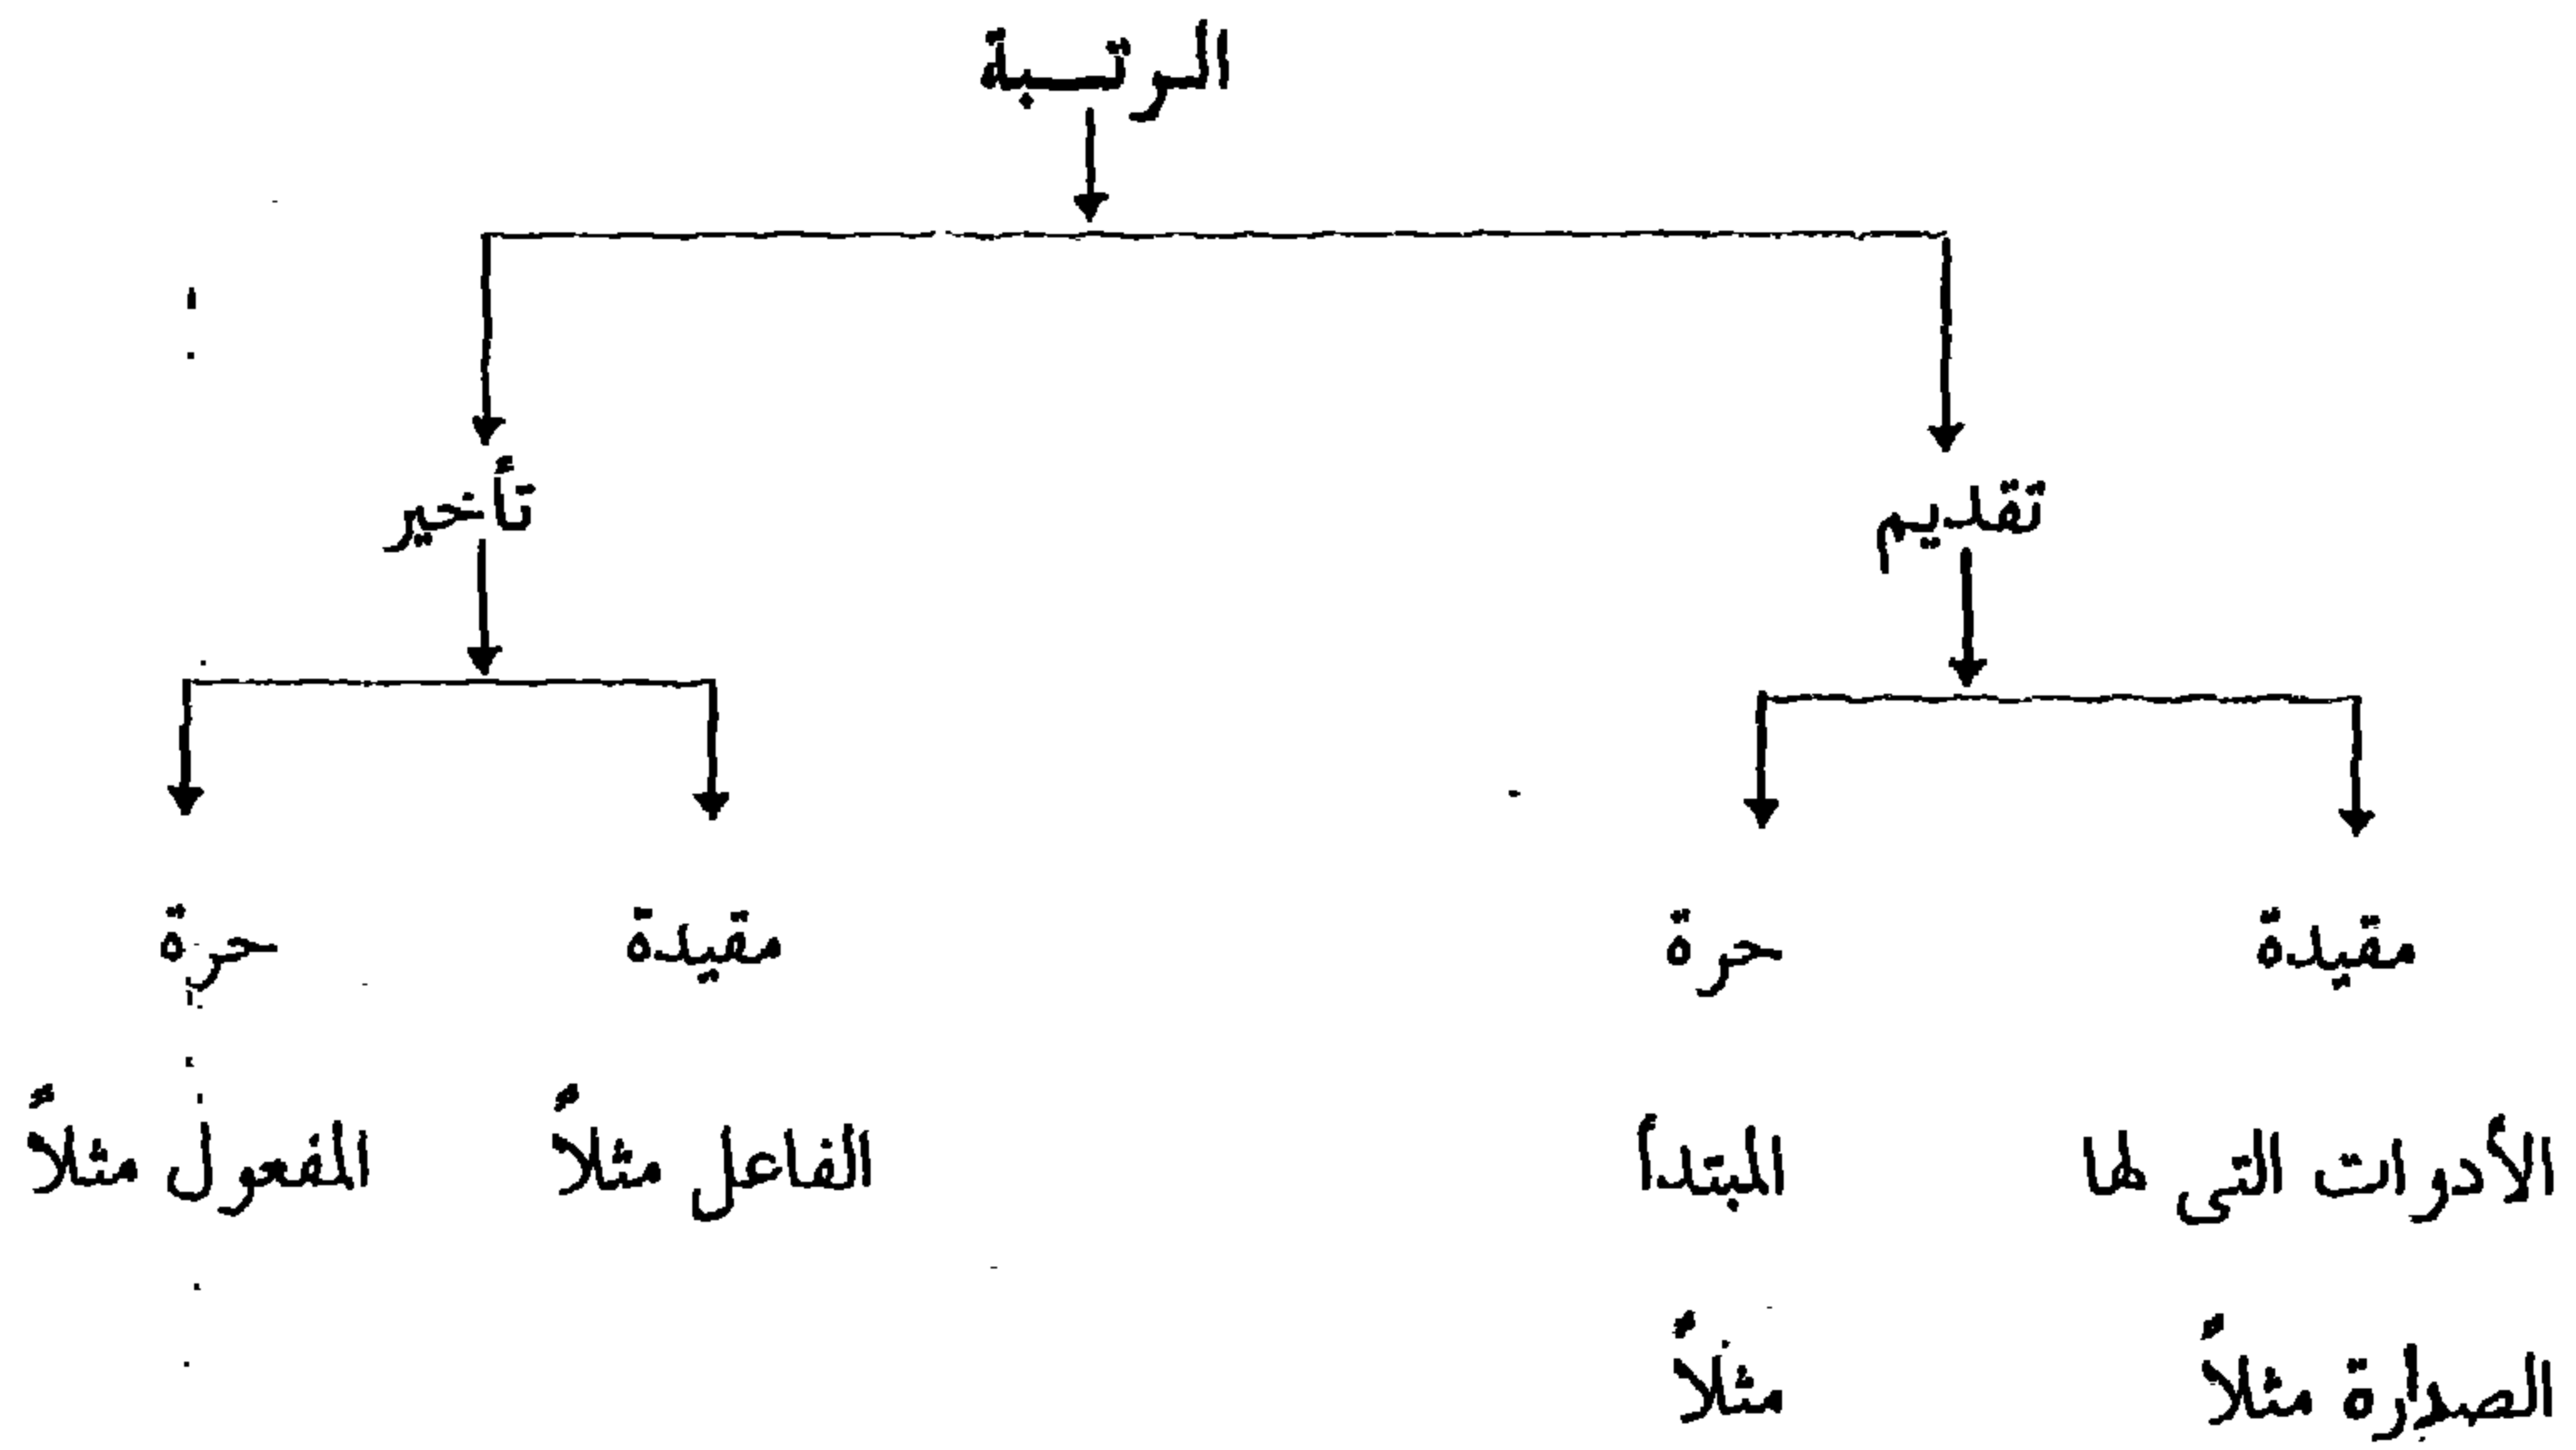 الرتبة
تقديم
تأخير
مقيدة
حرة
مقيدة
حرة
الأدوات التى لها
الصدارة مثلاً
المبتدأ
مثلاً
الفاعل مثلاً
المفعول مثلاً